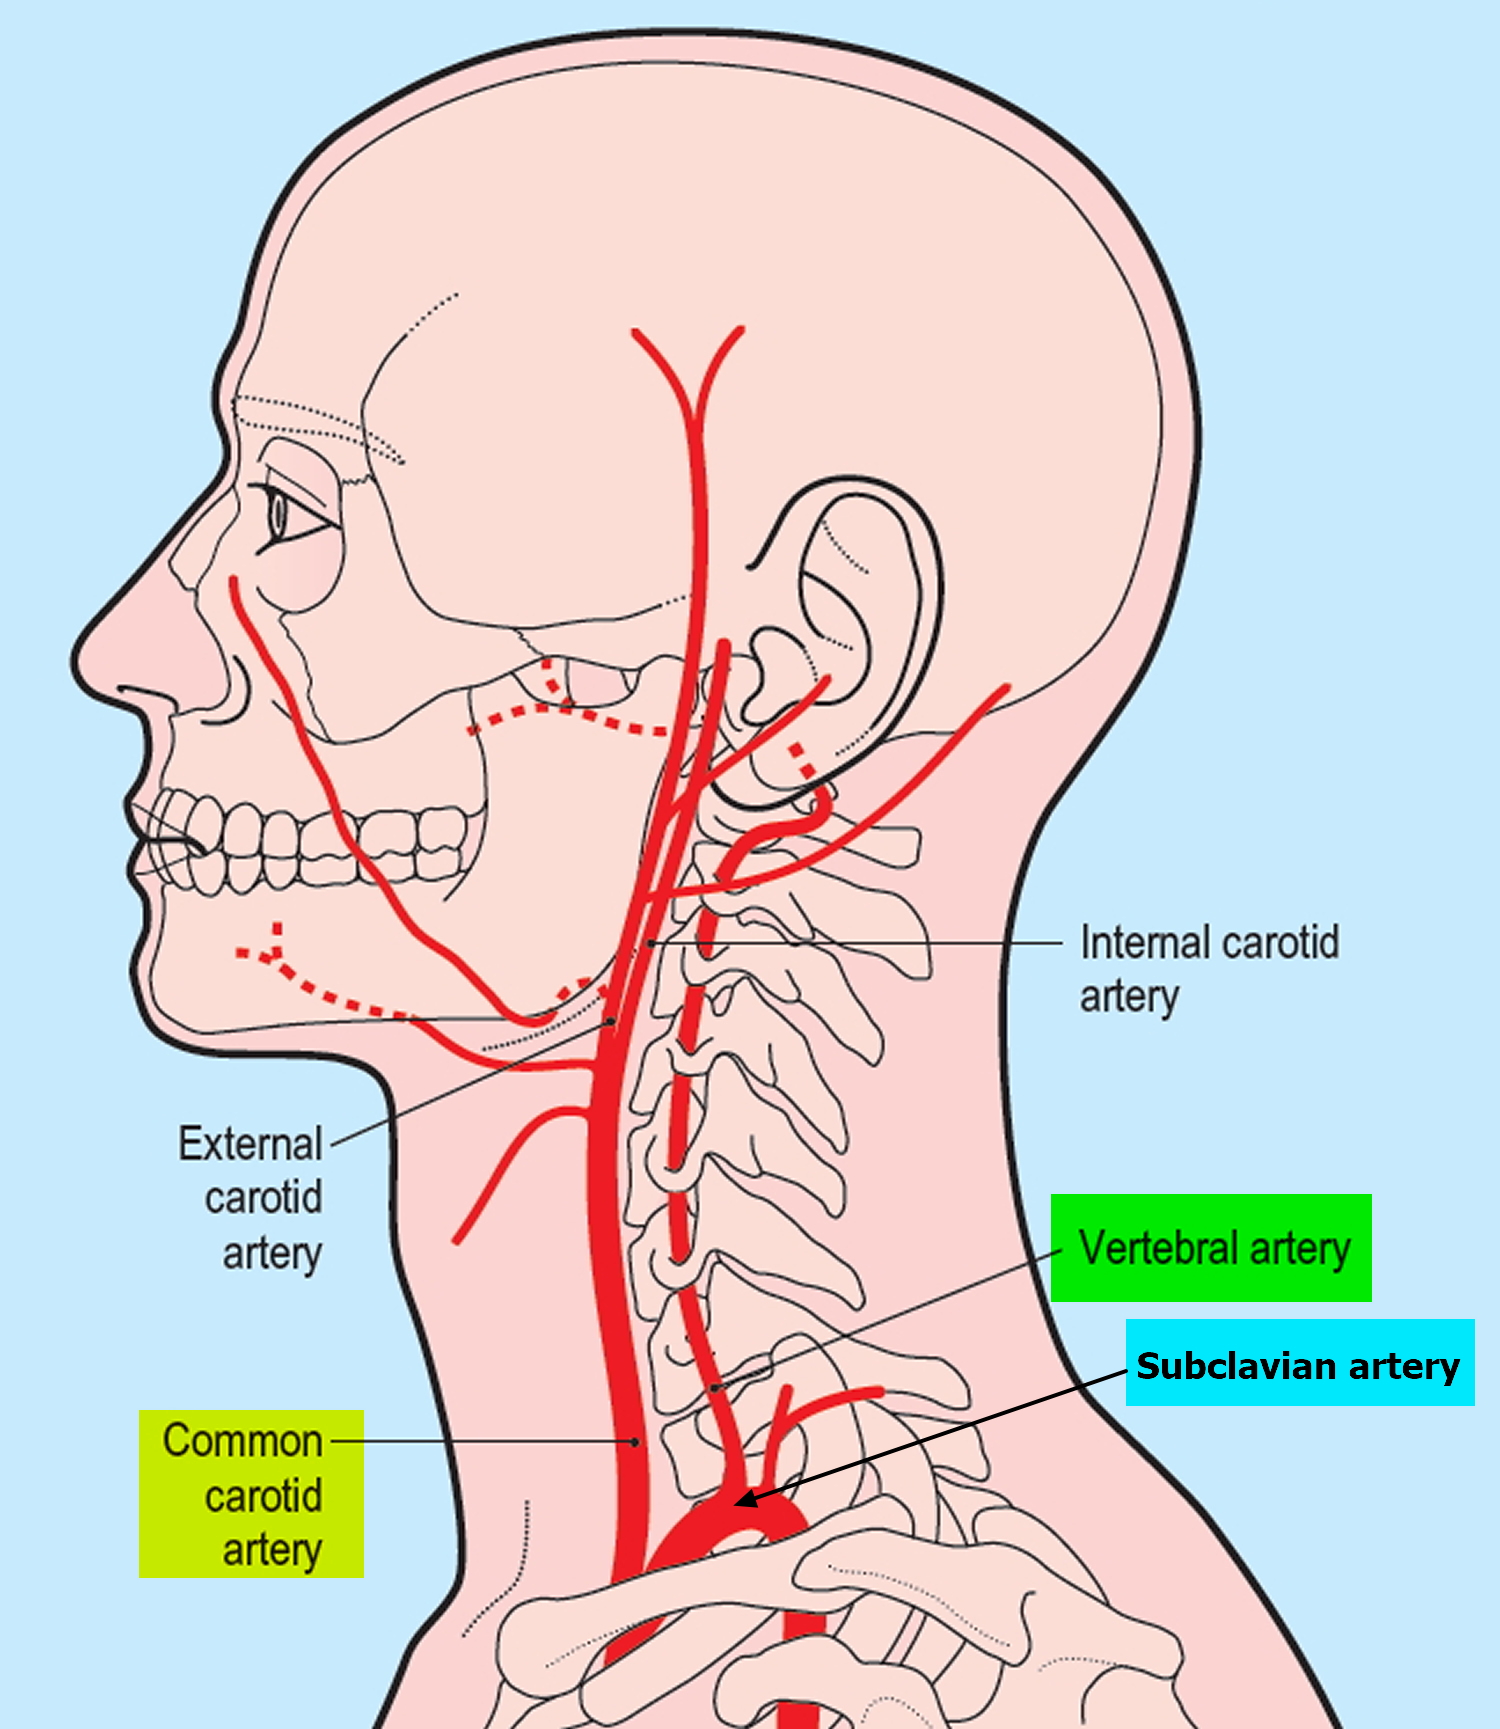 Internal carotid
artery
External
carotid
artery
Vertebral artery
Subclavian artery
Common
carotid
artery